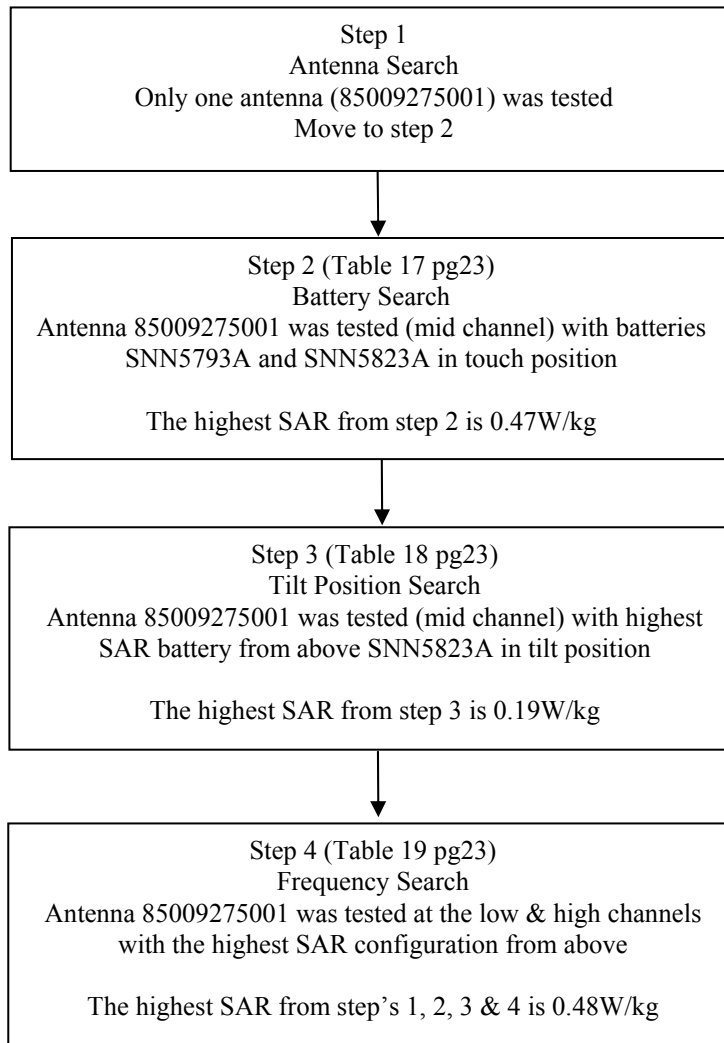 Step 1
Antenna Search
Only one antenna (85009275001) was tested
Move to step 2
Step 2 (Table 17 pg23)
Battery Search
Antenna 85009275001 was tested (mid channel) with batteries
SNN5793A and SNN5823A in touch position
The highest SAR from step 2 is 0.47W/kg
Step 3 (Table 18 pg23)
Tilt Position Search
Antenna 85009275001 was tested (mid channel) with highest
SAR battery from above SNN5823A in tilt position
The highest SAR from step 3 is 0.19W/kg
Step 4 (Table 19 pg23)
Frequency Search
Antenna 85009275001 was tested at the low & high channels
with the highest SAR configuration from above
The highest SAR from step’s 1, 2, 3 & 4 is 0.48W/kg